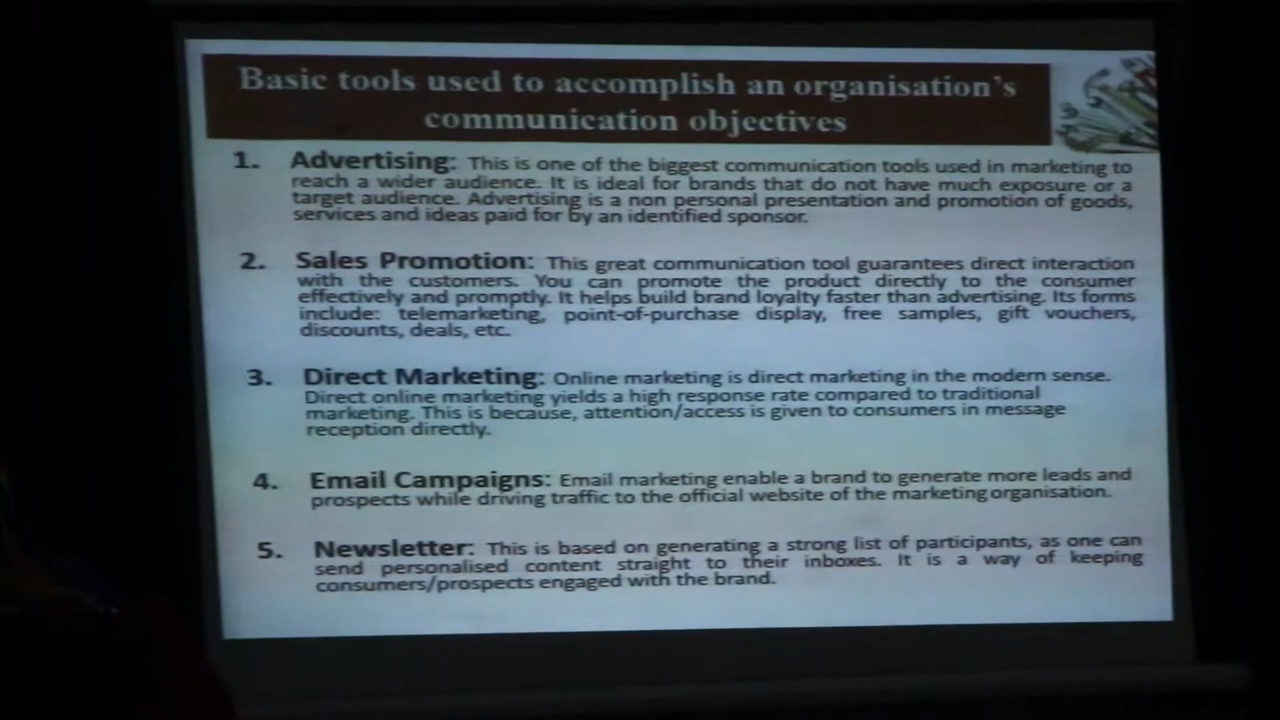 Basic tools used to accomplish an organisation's
communication objectives
1. Advertising: This is one of the biggest communication tools used in marketing to
reach a wider audience. It is ideal for brands that do not have much exposure or a
target audience. Advertising is a non personal presentation and promotion of goods,
services and ideas paid for by an identified sponsor.
2. Sales Promotion: This great communication tool guarantees direct interaction
with the customers. You can promote the product directly to the consumer
effectively and promptly. It helps build brand loyalty faster than advertising. Its forms
include: telemarketing, point-of-purchase display, free samples, gift vouchers,
discounts, deals, etc.
3. Direct Marketing: Online marketing is direct marketing in the modern sense.
Direct online marketing yields a high response rate compared to traditional
marketing. This is because, attention/access is given to consumers in message
reception directly.
4. Email Campaigns: Email marketing enable a brand to generate more leads and
prospects while driving traffic to the official website of the marketing organisation.
5. Newsletter: This is based on generating a strong list of participants, as one can
send personalised content straight to their inboxes. It is a way of keeping
consumers/prospects engaged with the brand.